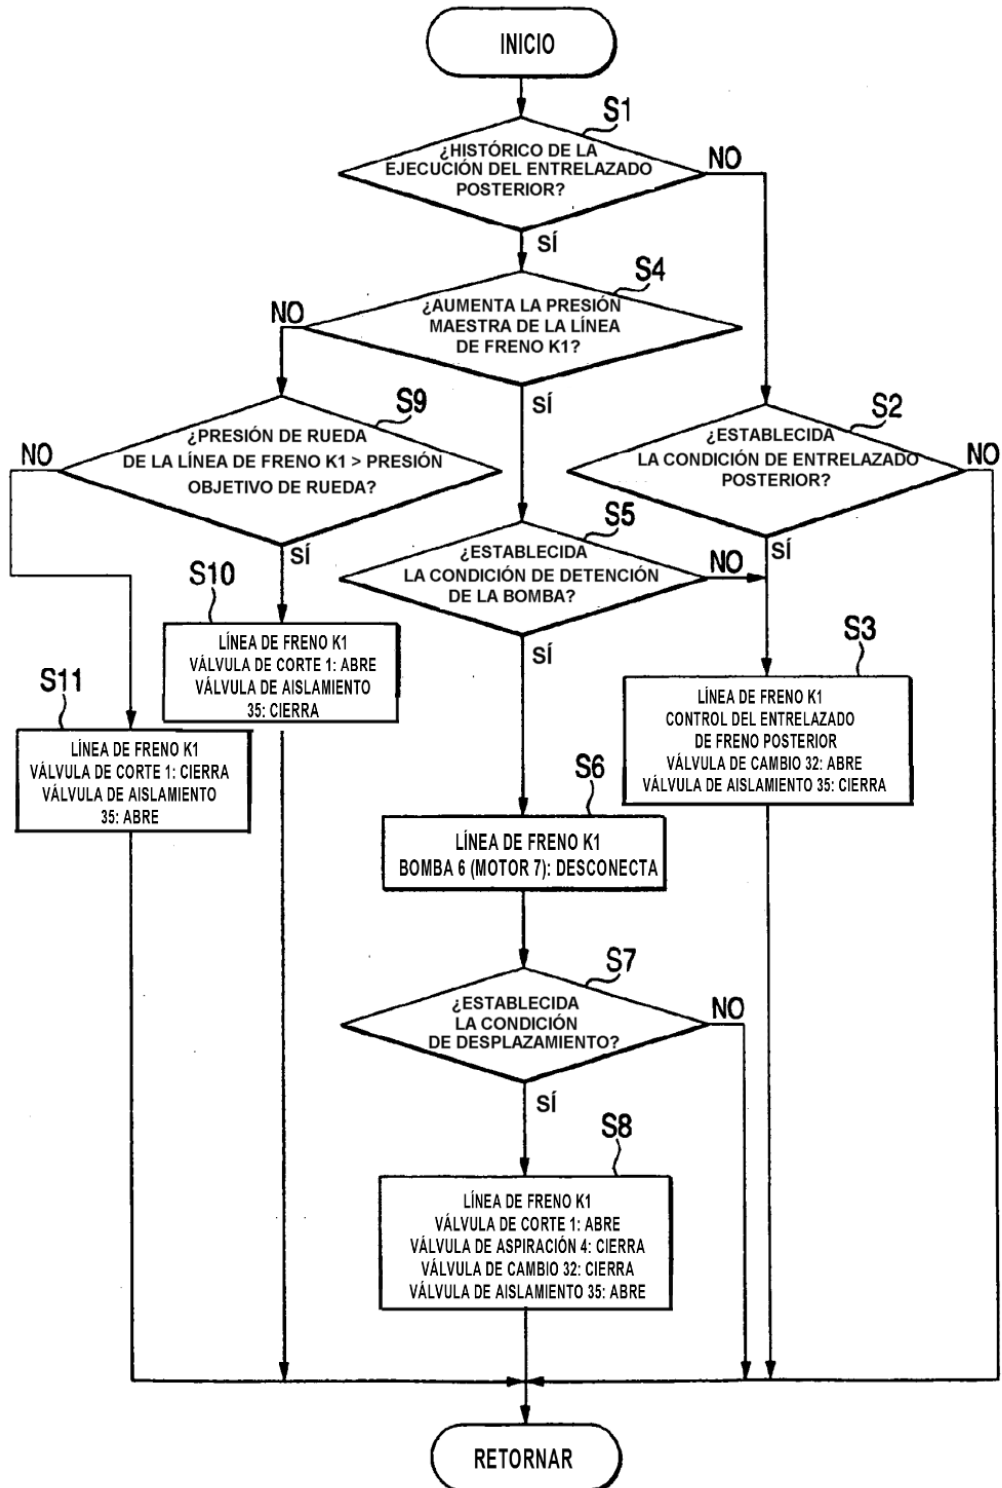 INICIO
S1
¿HISTÓRICO DE LA
EJECUCIÓN DEL ENTRELAZADO
POSTERIOR?
NO
SÍ
S4
¿AUMENTA LA PRESIÓN
MAESTRA DE LA LÍNEA
DE FRENO K1?
NO
SÍ
S9
¿PRESIÓN DE RUEDA
DE LA LÍNEA DE FRENO K1 > PRESIÓN
OBJETIVO DE RUEDA?
NO
SÍ
S2
¿ESTABLECIDA
LA CONDICIÓN DE ENTRELAZADO
POSTERIOR?
NO
SÍ
S5
¿ESTABLECIDA
LA CONDICIÓN DE DETENCIÓN
DE LA BOMBA?
NO
SÍ
S10
LÍNEA DE FRENO K1
VÁLVULA DE CORTE 1: ABRE
VÁLVULA DE AISLAMIENTO
35: CIERRA
S11
LÍNEA DE FRENO K1
VÁLVULA DE CORTE 1: CIERRA
VÁLVULA DE AISLAMIENTO
35: ABRE
S3
LÍNEA DE FRENO K1
CONTROL DEL ENTRELAZADO
DE FRENO POSTERIOR
VÁLVULA DE CAMBIO 32: ABRE
VÁLVULA DE AISLAMIENTO 35: CIERRA
S6
LÍNEA DE FRENO K1
BOMBA 6 (MOTOR 7): DESCONECTA
S7
¿ESTABLECIDA
LA CONDICIÓN
DE DESPLAZAMIENTO?
NO
SÍ
S8
LÍNEA DE FRENO K1
VÁLVULA DE CORTE 1: ABRE
VÁLVULA DE ASPIRACIÓN 4: CIERRA
VÁLVULA DE CAMBIO 32: CIERRA
VÁLVULA DE AISLAMIENTO 35: ABRE
RETORNAR